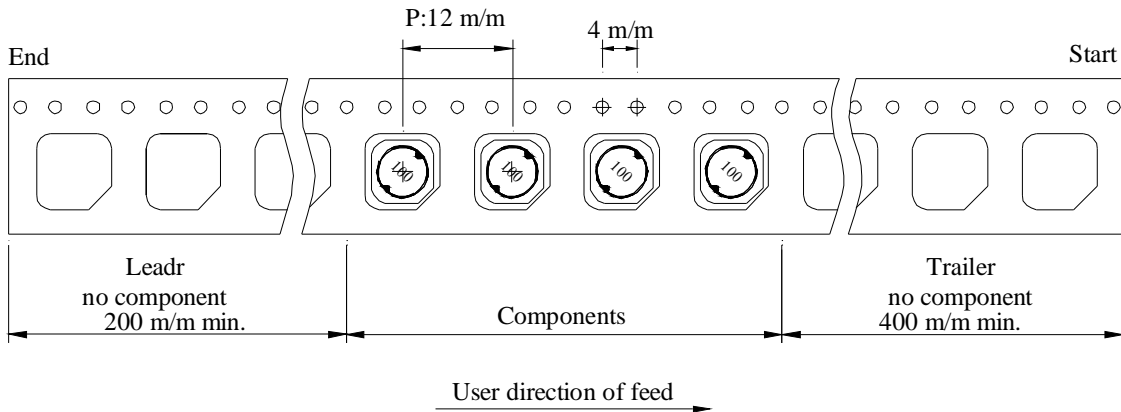 P:12 m/m
4 m/m
End
Start
100
100
100
100
Leadr
no component
200 m/m min.
Components
Trailer
no component
400 m/m min.
User direction of feed